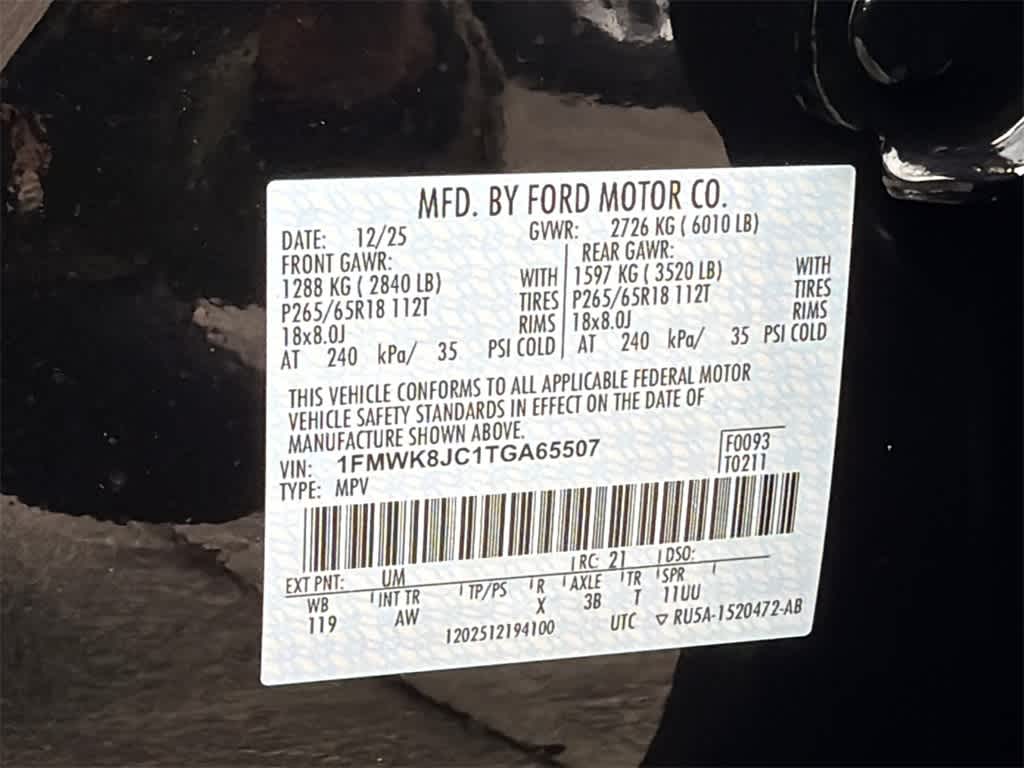 MFD. BY FORD MOTOR CO.
DATE: 12/25 GVWR: 2726 KG ( 6010 LB)
FRONT GAWR: REAR GAWR:
1288 KG ( 2840 LB) WITH 1597 KG ( 3520 LB) WITH
P265/65R18 112T TIRES P265/65R18 112T TIRES
18x8.0J RIMS 18x8.0J RIMS
AT 240 kPa/ 35 PSI COLD AT 240 kPa/ 35 PSI COLD
THIS VEHICLE CONFORMS TO ALL APPLICABLE FEDERAL MOTOR
VEHICLE SAFETY STANDARDS IN EFFECT ON THE DATE OF
MANUFACTURE SHOWN ABOVE.
VIN: 1FMWK8JC1TGA65507 F0093
TYPE: MPV T0211
EXT PNT: UM RC: 21 DSO:
WB INT TR TP/PS R AXLE TR SPR
119 AW X 3B T 11UU
1202512194100 UTC ▽ RU5A-1520472-AB